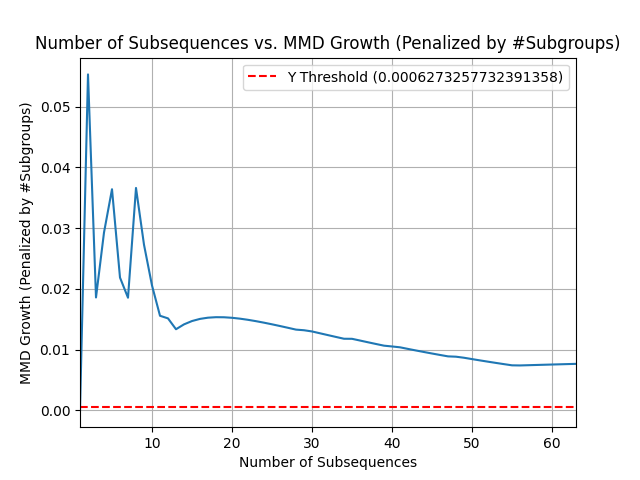 Number of Subsequences vs. MMD Growth (Penalized by #Subgroups)
Y Threshold (0.0006273257732391358)
MMD Growth (Penalized by #Subgroups)
0.05
0.04
0.03
0.02
0.01
0.00
10 20 30 40 50 60
Number of Subsequences